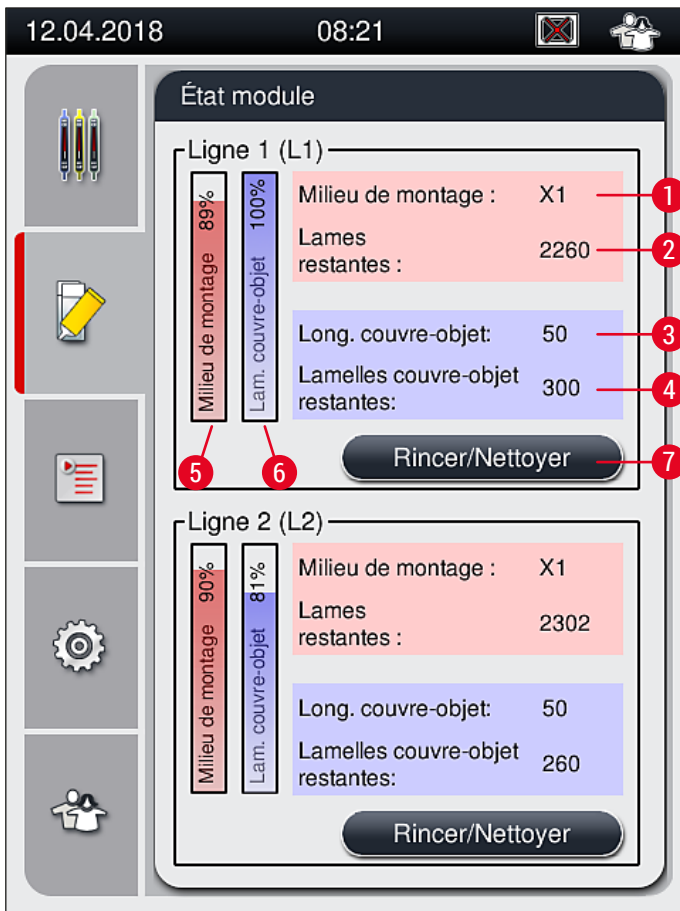 12.04.2018 08:21
État module
Ligne 1 (L1)
Milieu de montage 89%
Lam. couvre-objet 100%
Milieu de montage : X1 1
Lames
restantes : 2260 2
Long. couvre-objet: 50 3
Lamelles couvre-objet
restantes: 300 4
5 6
Rincer/Nettoyer 7
Ligne 2 (L2)
Milieu de montage 90%
Lam. couvre-objet 81%
Milieu de montage : X1
Lames
restantes : 2302
Long. couvre-objet: 50
Lamelles couvre-objet
restantes: 260
Rincer/Nettoyer